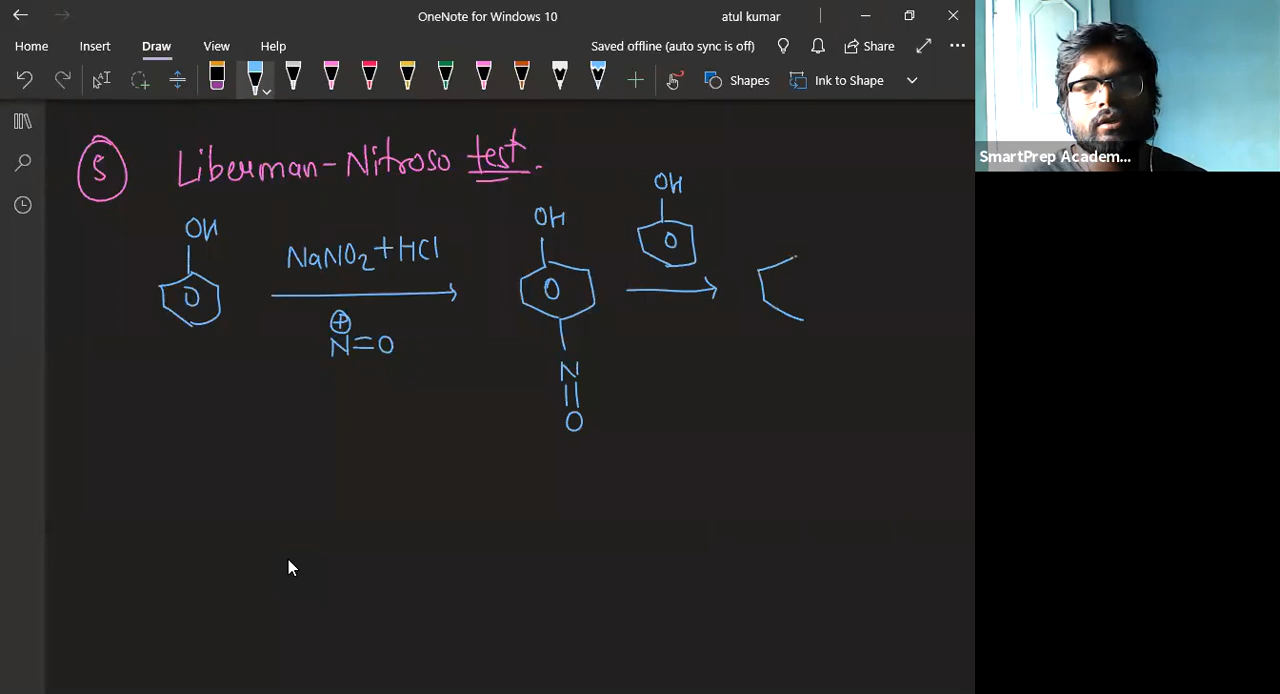 OneNote for Windows 10
atul kumar
Home Insert Draw View Help
Saved offline (auto sync is off)
Share
Shapes
Ink to Shape
SmartPrep Academ...
5 Liberman-Nitroso test.
OH
NaNO2+HCl
⊕
N=O
OH
N
O
OH